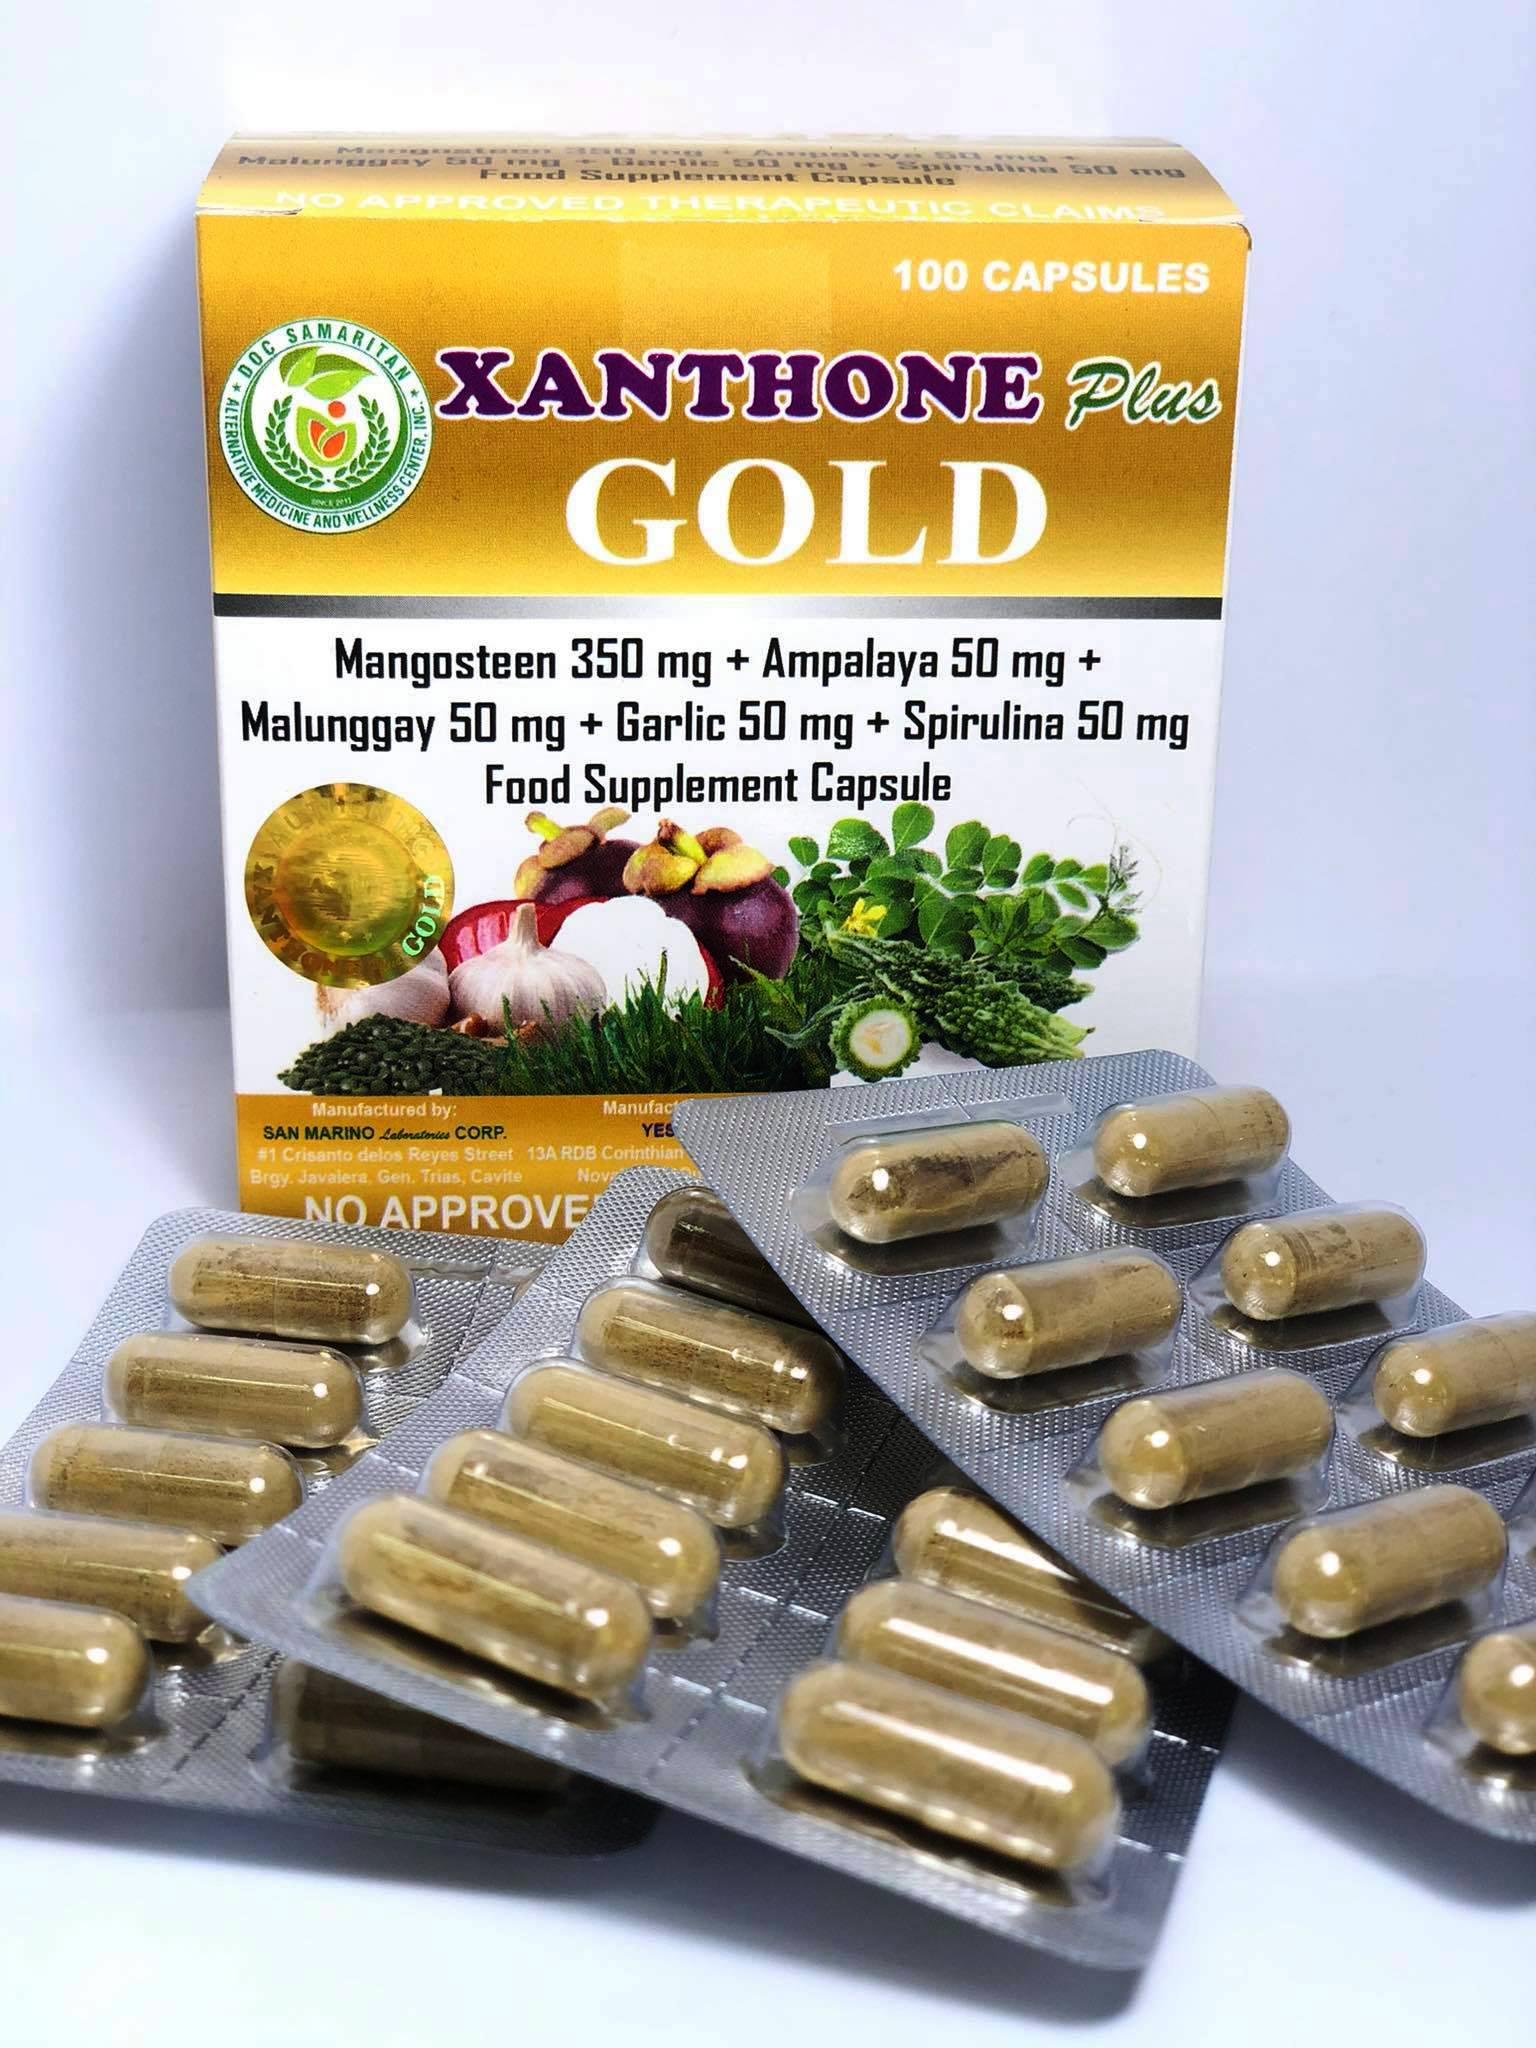 Mangosteen 350 mg + Ampalaya 50 mg +
Malunggay 50 mg + Garlic 50 mg + Spirulina 50 mg
Food Supplement Capsule
NO APPROVED THERAPEUTIC CLAIMS
100 CAPSULES
DOC SAMARITAN
ALTERNATIVE MEDICINE AND WELLNESS CENTER, INC.
XANTHONE Plus
GOLD
Mangosteen 350 mg + Ampalaya 50 mg +
Malunggay 50 mg + Garlic 50 mg + Spirulina 50 mg
Food Supplement Capsule
GOLD
Manufactured by:
SAN MARINO Laboratories CORP.
#1 Crisanto delos Reyes Street
Brgy. Javalera, Gen. Trias, Cavite
13A RDB Corinthian
NO APPROVE